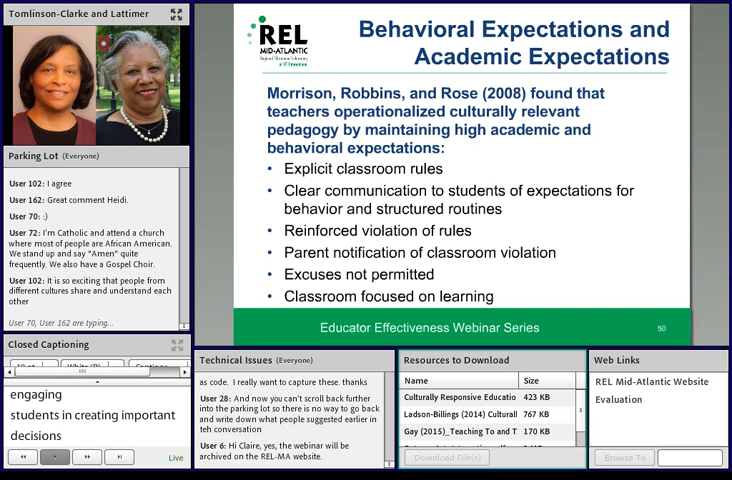 Tomlinson-Clarke and Lattimer
Parking Lot (Everyone)
User 102: I agree
User 162: Great comment Heidi.
User 70: :)
User 72: I'm Catholic and attend a church
where most of people are African American.
We stand up and say "Amen" quite
frequently. We also have a Gospel Choir.
User 102: It is so exciting that people from
different cultures share and understand each
other
User 70, User 162 are typing...
Closed Captioning
engaging
students in creating important
decisions
Live
REL
MID-ATLANTIC
Behavioral Expectations and
Academic Expectations
Morrison, Robbins, and Rose (2008) found that
teachers operationalized culturally relevant
pedagogy by maintaining high academic and
behavioral expectations:
• Explicit classroom rules
• Clear communication to students of expectations for
behavior and structured routines
• Reinforced violation of rules
• Parent notification of classroom violation
• Excuses not permitted
• Classroom focused on learning
Educator Effectiveness Webinar Series
50
Technical Issues (Everyone)
as code. I really want to capture these. thanks
User 28: And now you can't scroll back further
into the parking lot so there is no way to go back
and write down what people suggested earlier in
teh conversation
User 6: Hi Claire, yes, the webinar will be
archived on the REL-MA website.
Resources to Download
Name Size
Culturally Responsive Educatio 423 KB
Ladson-Billings (2014) Culturall 767 KB
Gay (2015)_Teaching To and T 170 KB
Download File(s)
Web Links
REL Mid-Atlantic Website
Evaluation
Browse To